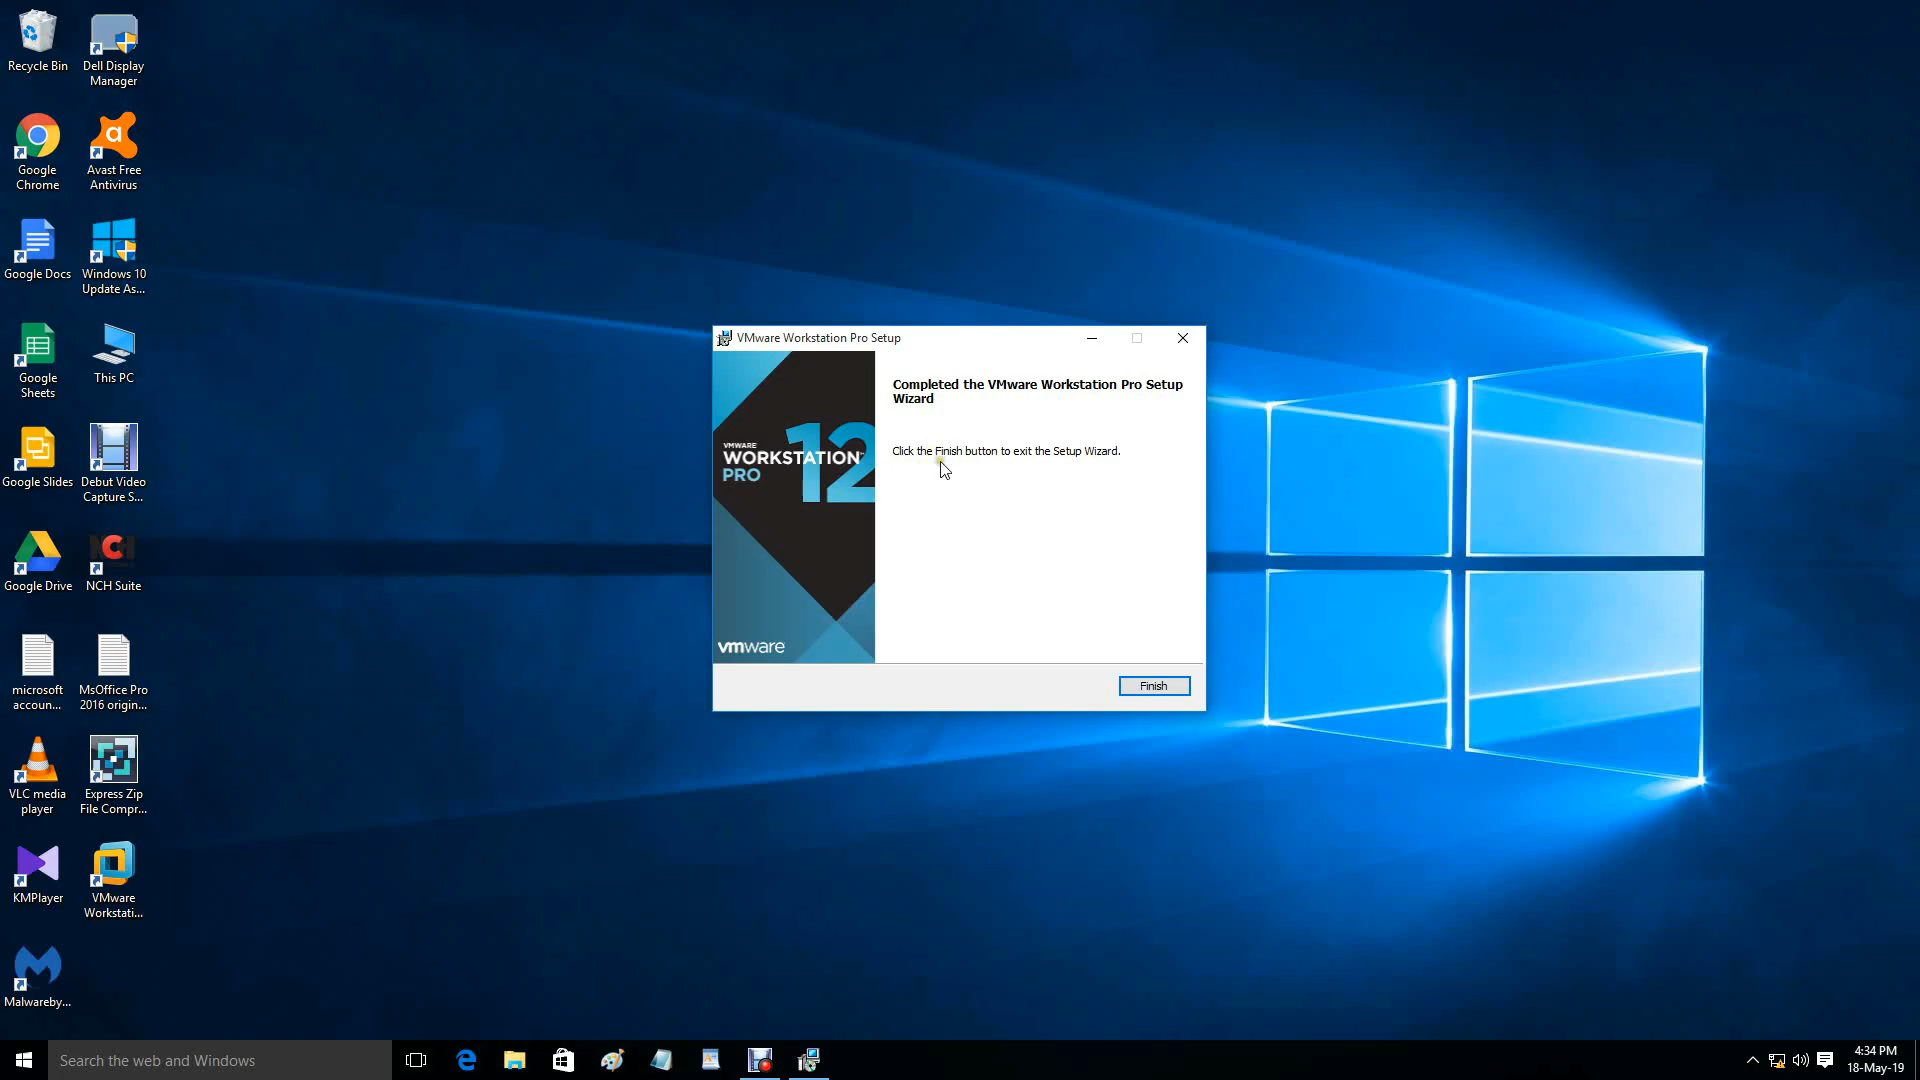 Recycle Bin
Dell Display
Manager
Google
Chrome
Avast Free
Antivirus
Google Docs
Windows 10
Update As...
Google
Sheets
This PC
Google Slides
Debut Video
Capture S...
Google Drive
NCH
NCH Suite
microsoft
accoun...
MsOffice Pro
2016 origin...
VLC media
player
Express Zip
File Compr...
KMPlayer
VMware
Workstati...
Malwareby...
VMware Workstation Pro Setup
VMWARE
WORKSTATION™
PRO
12
vmware
Completed the VMware Workstation Pro Setup
Wizard
Click the Finish button to exit the Setup Wizard.
Finish
Search the web and Windows
4:34 PM
18-May-19